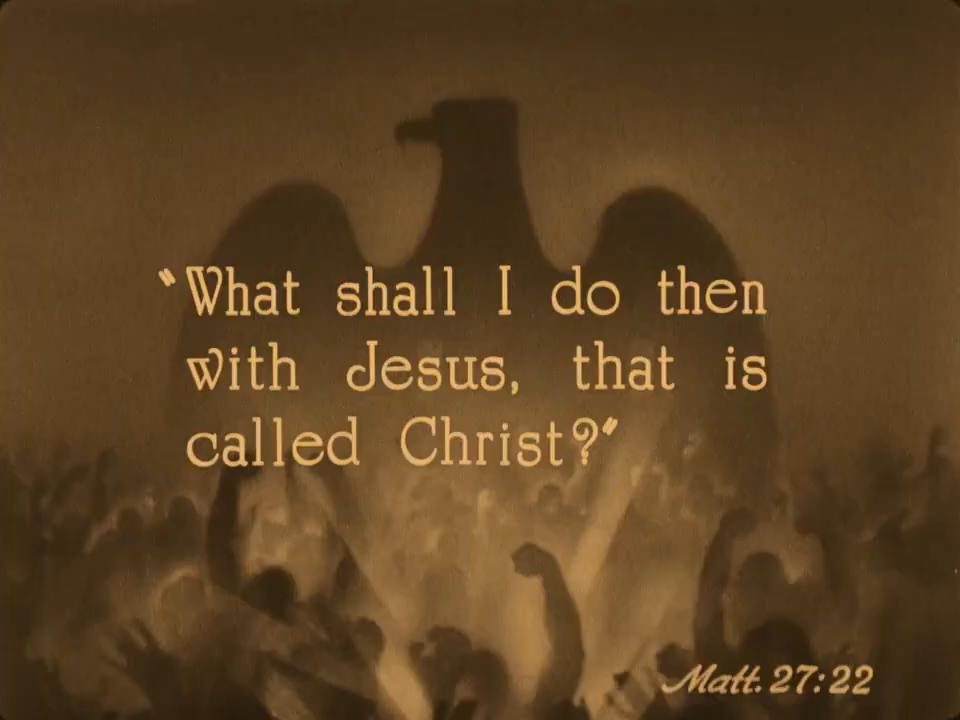 "What shall I do then
with Jesus, that is
called Christ?"
Matt. 27:22